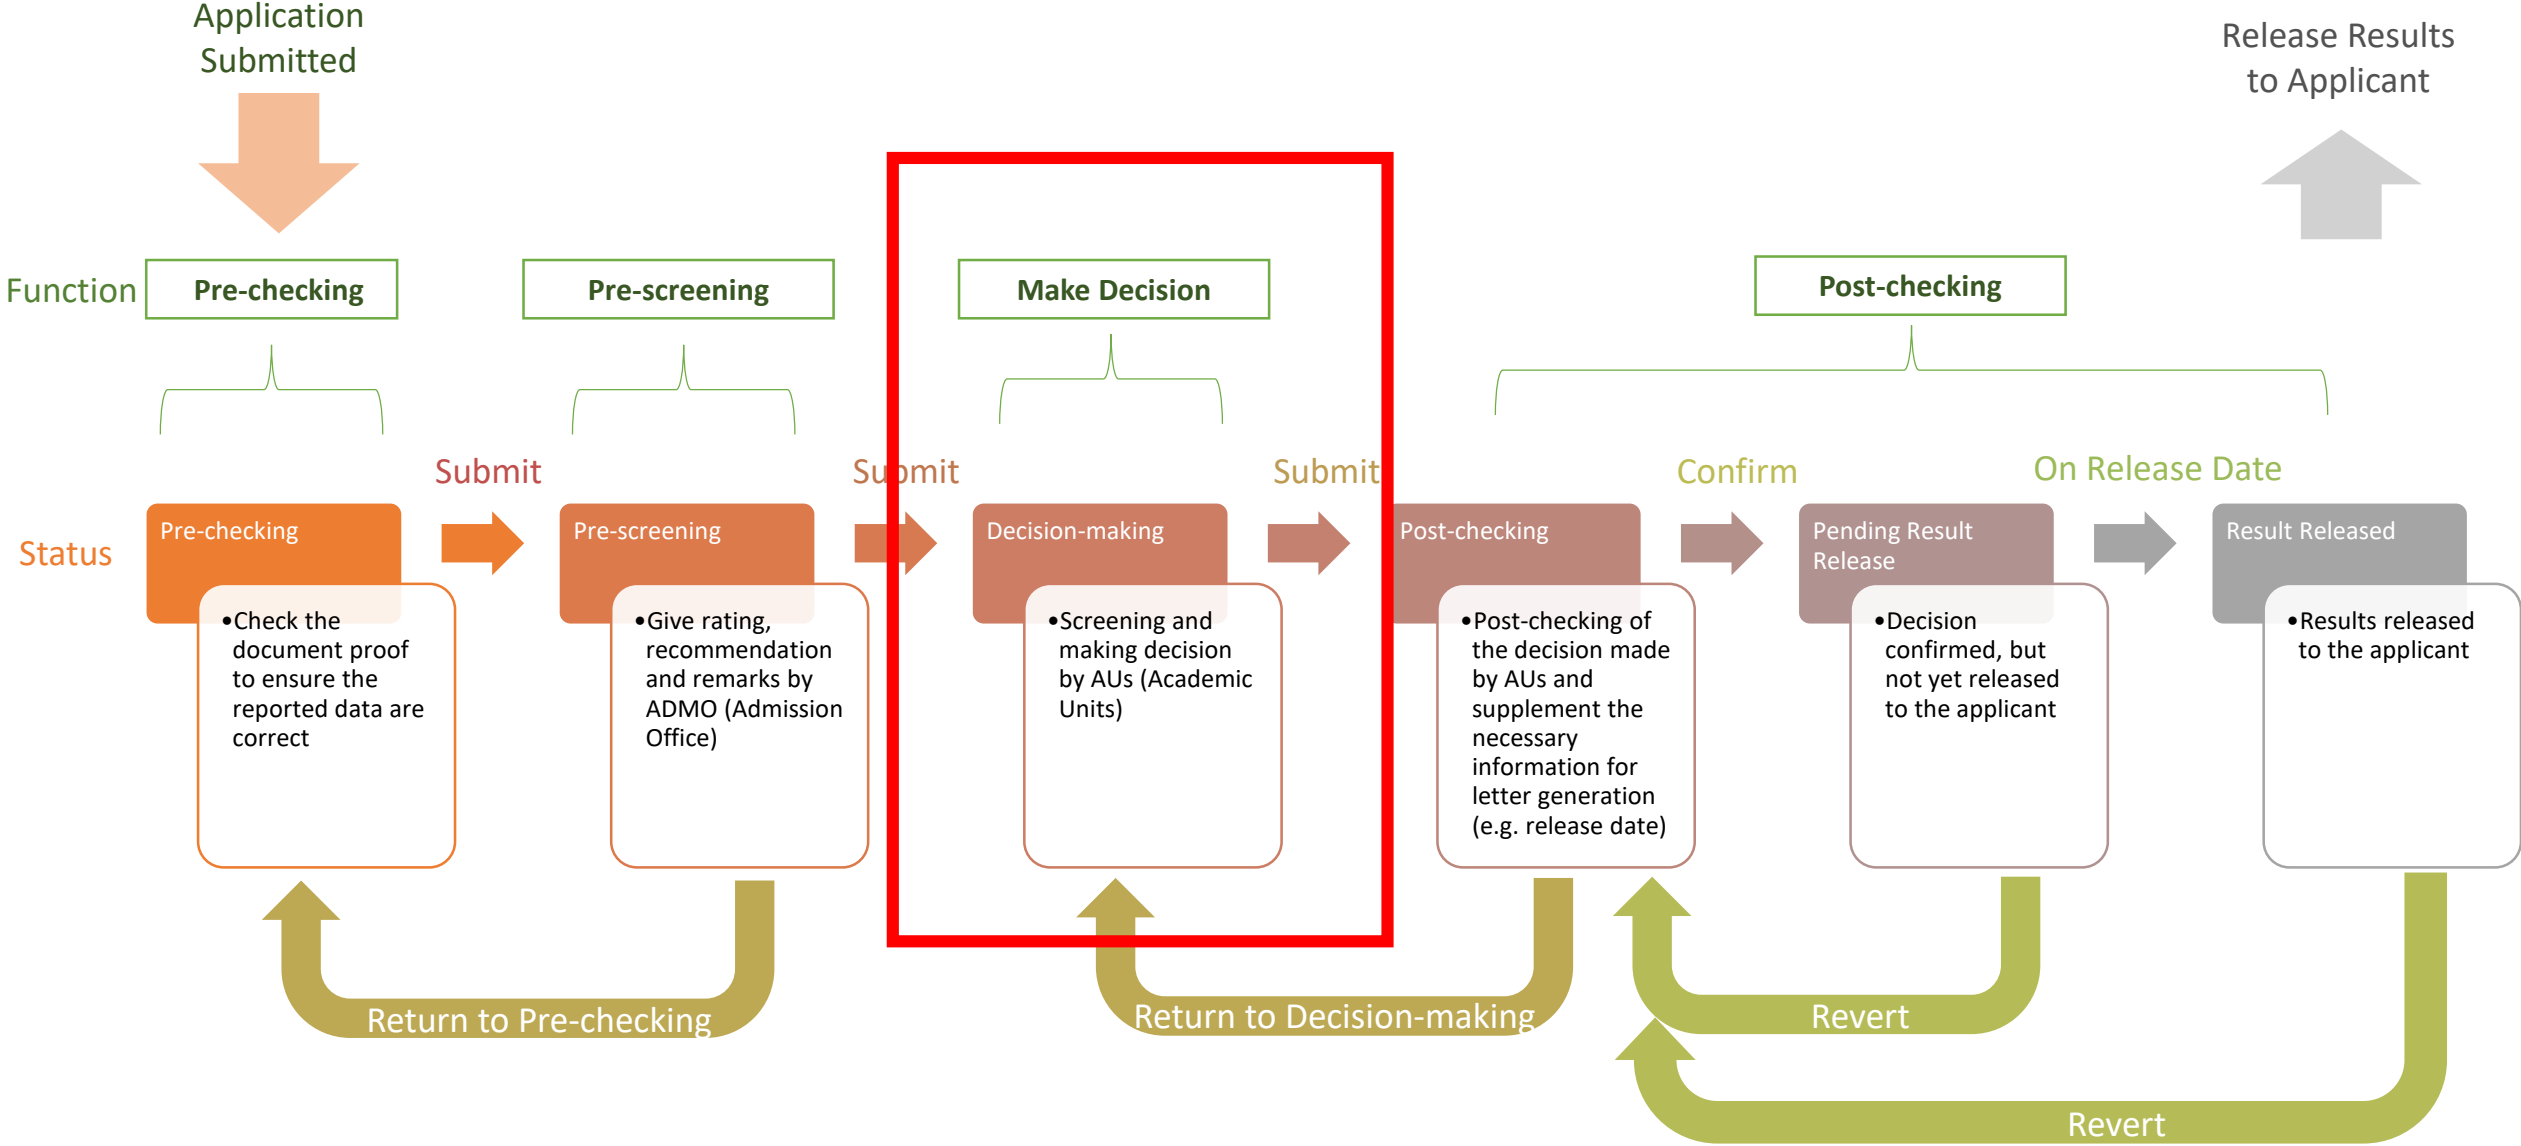 Application
Submitted
Release Results
to Applicant
Function
Pre-checking
Pre-screening
Make Decision
Post-checking
Submit
Submit
Submit
Confirm
On Release Date
Status
Pre-checking
Pre-screening
Decision-making
Post-checking
Pending Result
Release
Result Released
•Check the
document proof
to ensure the
reported data are
correct
•Give rating,
recommendation
and remarks by
ADMO (Admission
Office)
•Screening and
making decision
by AUs (Academic
Units)
•Post-checking of
the decision made
by AUs and
supplement the
necessary
information for
letter generation
(e.g. release date)
•Decision
confirmed, but
not yet released
to the applicant
•Results released
to the applicant
Return to Pre-checking
Return to Decision-making
Revert
Revert